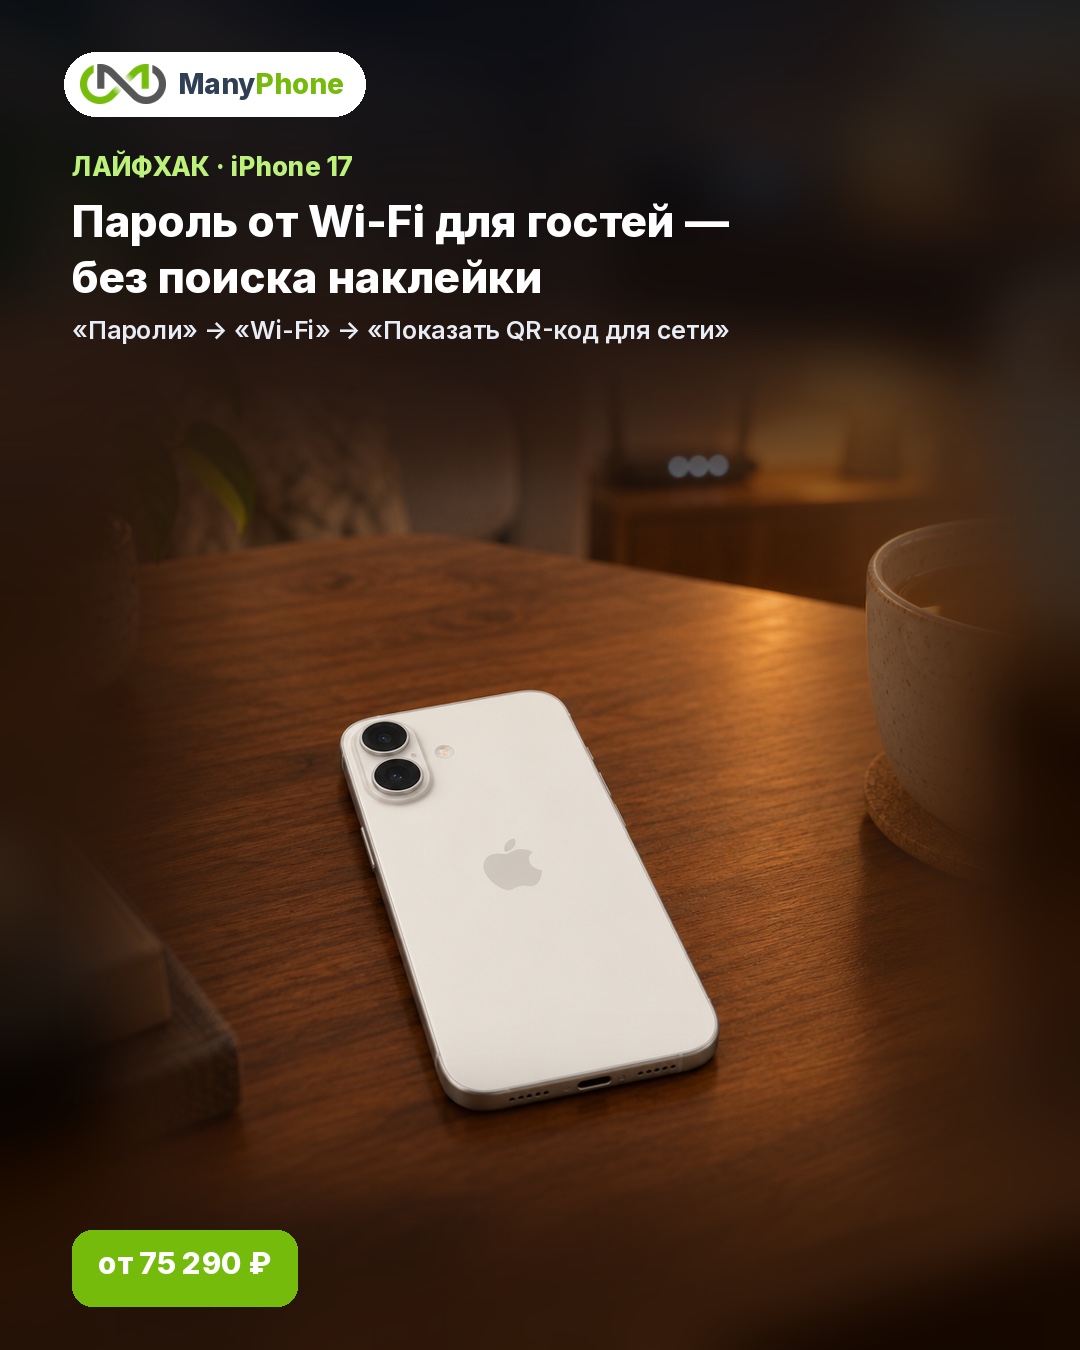 ManyPhone
ЛАЙФХАК · iPhone 17
Пароль от Wi-Fi для гостей —
без поиска наклейки
«Пароли» → «Wi-Fi» → «Показать QR-код для сети»
от 75 290 ₽